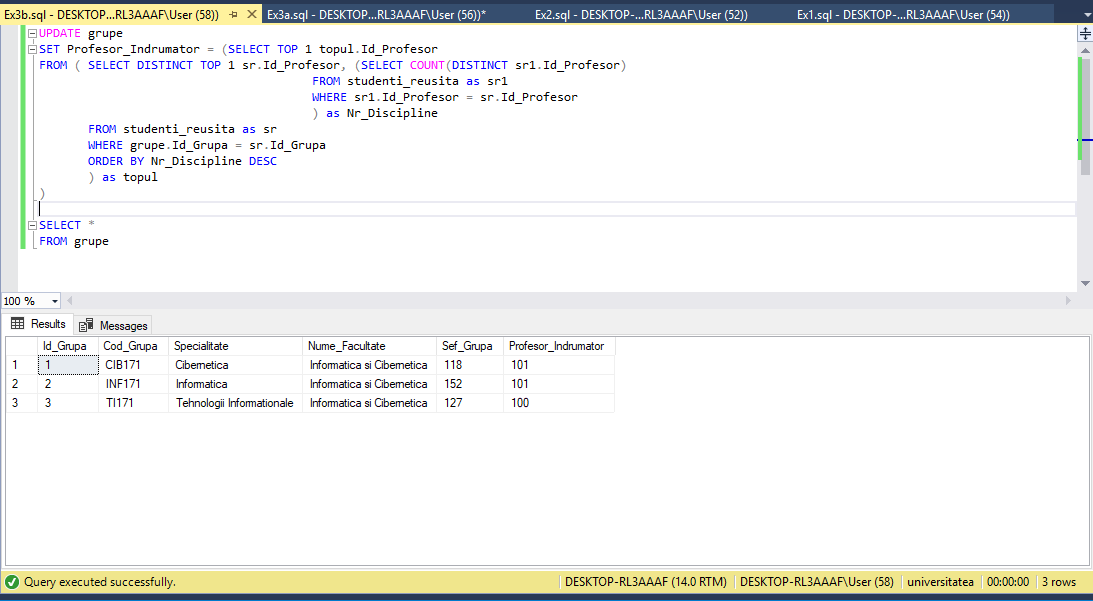 Ex3b.sql - DESKTOP...RL3AAAF\User (58)) Ex3a.sql - DESKTOP...RL3AAAF\User (56))* Ex2.sql - DESKTOP-...RL3AAAF\User (52)) Ex1.sql - DESKTOP-...RL3AAAF\User (54))
UPDATE grupe
SET Profesor_Indrumator = (SELECT TOP 1 topul.Id_Profesor
FROM ( SELECT DISTINCT TOP 1 sr.Id_Profesor, (SELECT COUNT(DISTINCT sr1.Id_Profesor)
FROM studenti_reusita as sr1
WHERE sr1.Id_Profesor = sr.Id_Profesor
) as Nr_Discipline
FROM studenti_reusita as sr
WHERE grupe.Id_Grupa = sr.Id_Grupa
ORDER BY Nr_Discipline DESC
) as topul
)
SELECT *
FROM grupe
100 %
Results Messages
Id_Grupa Cod_Grupa Specialitate Nume_Facultate Sef_Grupa Profesor_Indrumator
1 1 CIB171 Cibernetica Informatica si Cibernetica 118 101
2 2 INF171 Informatica Informatica si Cibernetica 152 101
3 3 TI171 Tehnologii Informationale Informatica si Cibernetica 127 100
Query executed successfully. DESKTOP-RL3AAAF (14.0 RTM) DESKTOP-RL3AAAF\User (58) universitatea 00:00:00 3 rows